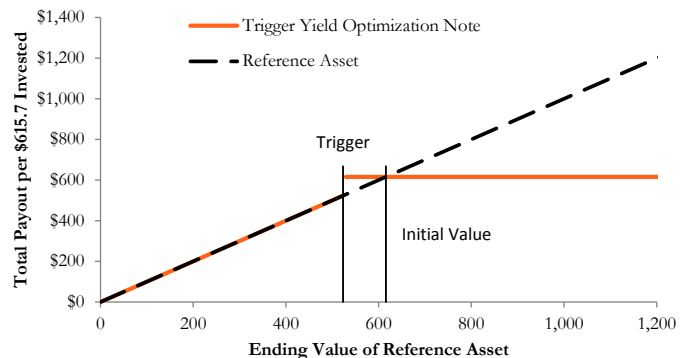 $1,400
$1,200
$1,000
$800
$600
$400
$200
$0
Total Payout per $615.7 Invested
Trigger Yield Optimization Note
Reference Asset
Trigger
Initial Value
0
200
400
600
800
1,000
1,200
Ending Value of Reference Asset